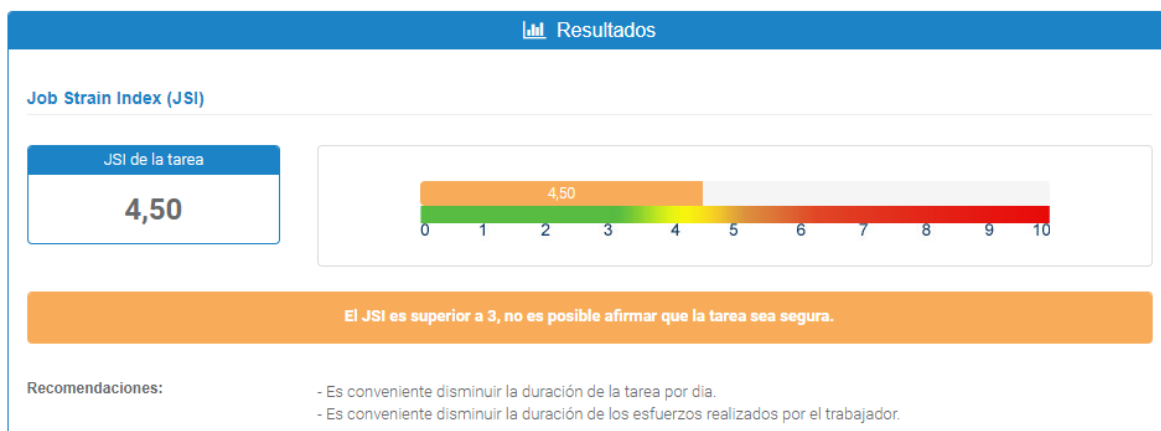 Resultados
Job Strain Index (JSI)
JSI de la tarea
4,50
4,50
0 1 2 3 4 5 6 7 8 9 10
El JSI es superior a 3, no es posible afirmar que la tarea sea segura.
Recomendaciones:
- Es conveniente disminuir la duración de la tarea por dia.
- Es conveniente disminuir la duración de los esfuerzos realizados por el trabajador.